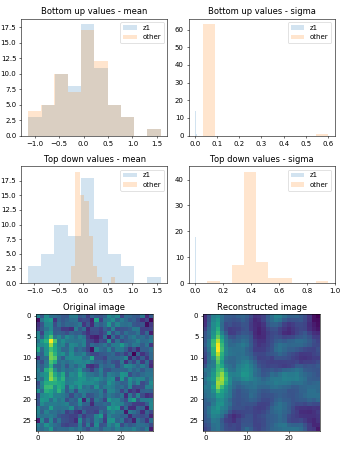 Bottom up values - mean
Bottom up values - sigma
17.5
15.0
12.5
10.0
7.5
5.0
2.5
0.0
−1.0 −0.5 0.0 0.5 1.0 1.5
z1
other
60
50
40
30
20
10
0
0.0 0.1 0.2 0.3 0.4 0.5 0.6
z1
other
Top down values - mean
Top down values - sigma
17.5
15.0
12.5
10.0
7.5
5.0
2.5
0.0
−1.0 −0.5 0.0 0.5 1.0 1.5
z1
other
40
30
20
10
0
0.0 0.2 0.4 0.6 0.8 1.0
z1
other
Original image
Reconstructed image
0
5
10
15
20
25
0 20
0
5
10
15
20
25
0 20